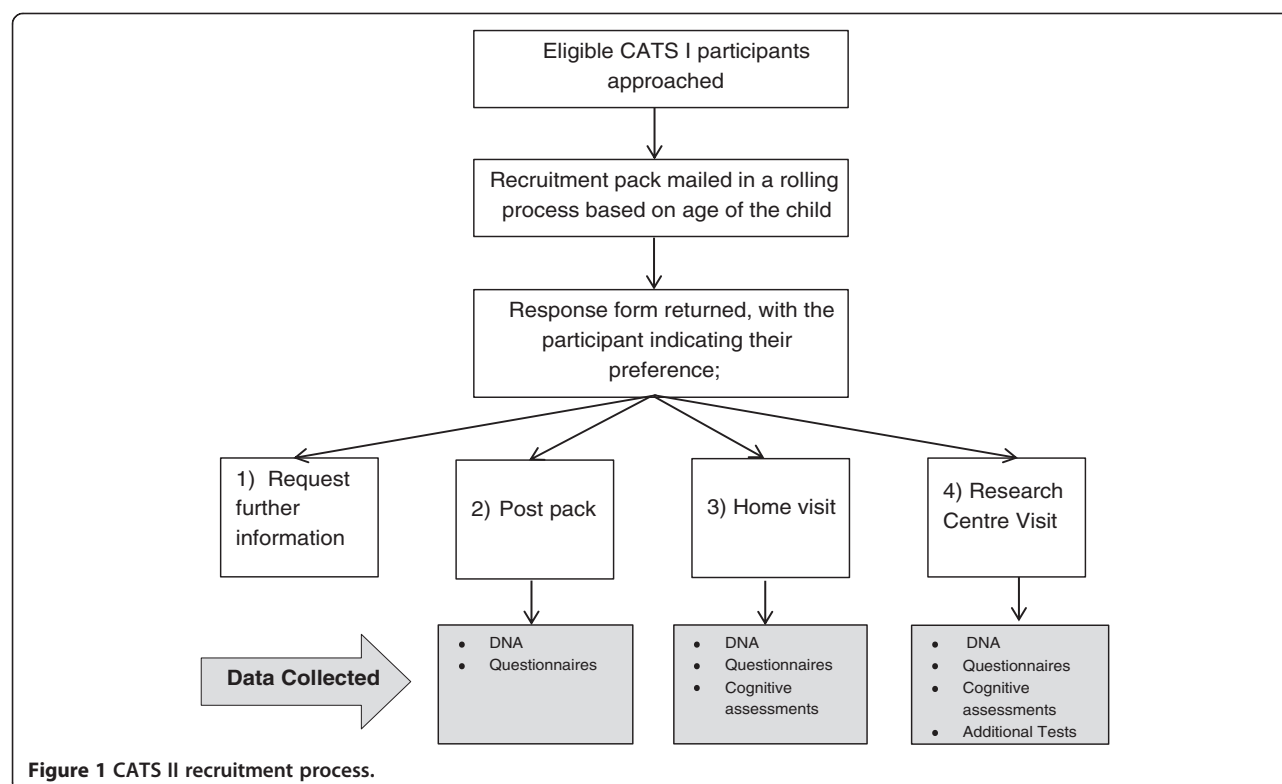 Eligible CATS I participants
approached
Recruitment pack mailed in a rolling
process based on age of the child
Response form returned, with the
participant indicating their
preference;
1) Request
further
information
2) Post pack
3) Home visit
4) Research
Centre Visit
Data Collected
• DNA
• Questionnaires
• DNA
• Questionnaires
• Cognitive
assessments
• DNA
• Questionnaires
• Cognitive
assessments
• Additional Tests
Figure 1 CATS II recruitment process.